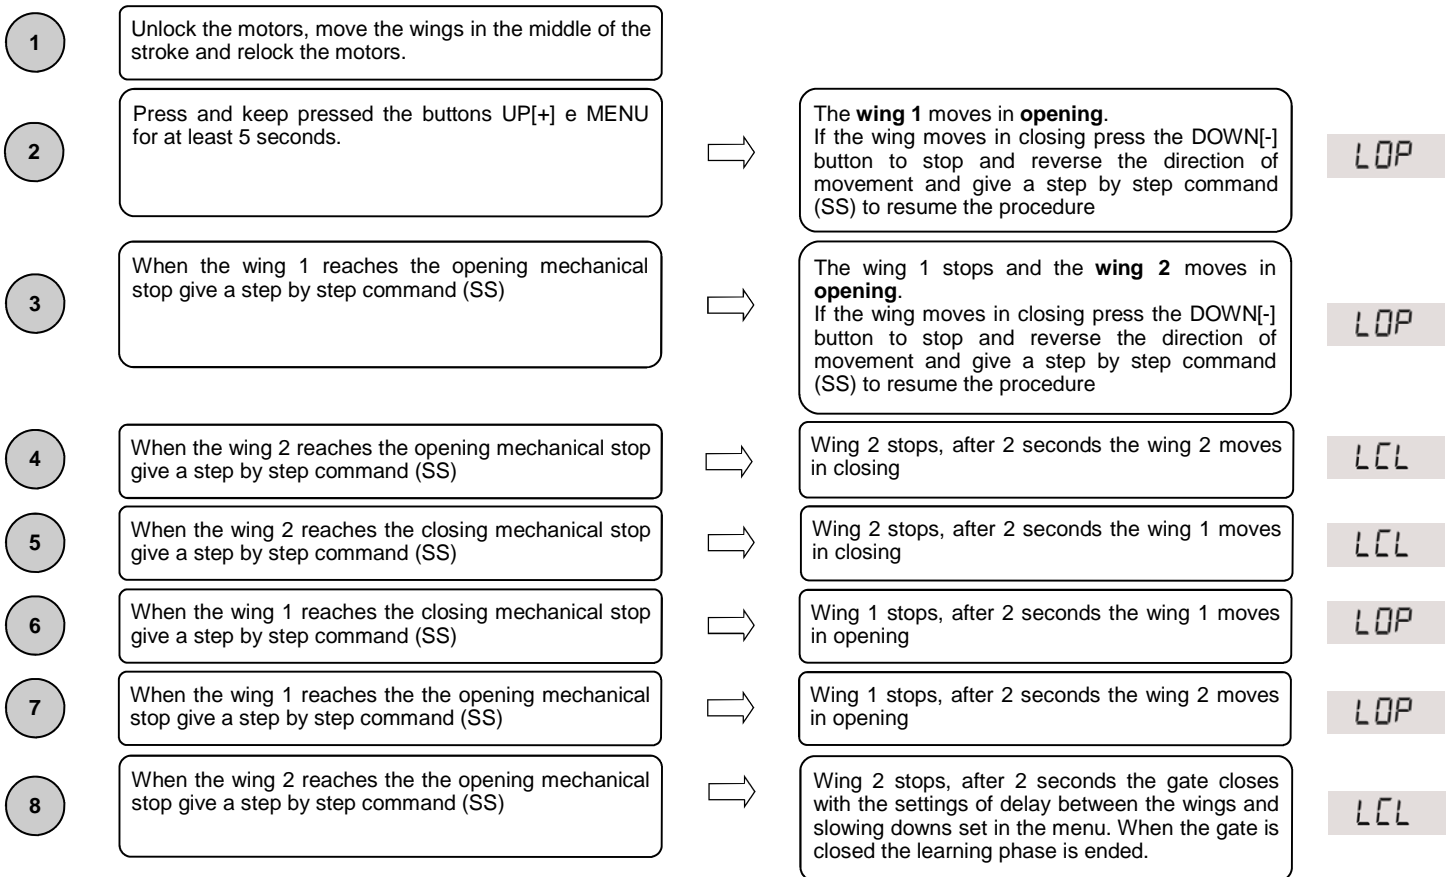 1
Unlock the motors, move the wings in the middle of the
stroke and relock the motors.
2
Press and keep pressed the buttons UP[+] e MENU
for at least 5 seconds.
The wing 1 moves in opening.
If the wing moves in closing press the DOWN[-]
button to stop and reverse the direction of
movement and give a step by step command
(SS) to resume the procedure
LOP
3
When the wing 1 reaches the opening mechanical
stop give a step by step command (SS)
The wing 1 stops and the wing 2 moves in
opening.
If the wing moves in closing press the DOWN[-]
button to stop and reverse the direction of
movement and give a step by step command
(SS) to resume the procedure
LOP
4
When the wing 2 reaches the opening mechanical stop
give a step by step command (SS)
Wing 2 stops, after 2 seconds the wing 2 moves
in closing
LCL
5
When the wing 2 reaches the closing mechanical stop
give a step by step command (SS)
Wing 2 stops, after 2 seconds the wing 1 moves
in closing
LCL
6
When the wing 1 reaches the closing mechanical stop
give a step by step command (SS)
Wing 1 stops, after 2 seconds the wing 1 moves
in opening
LOP
7
When the wing 1 reaches the the opening mechanical
stop give a step by step command (SS)
Wing 1 stops, after 2 seconds the wing 2 moves
in opening
LOP
8
When the wing 2 reaches the the opening mechanical
stop give a step by step command (SS)
Wing 2 stops, after 2 seconds the gate closes
with the settings of delay between the wings and
slowing downs set in the menu. When the gate is
closed the learning phase is ended.
LCL